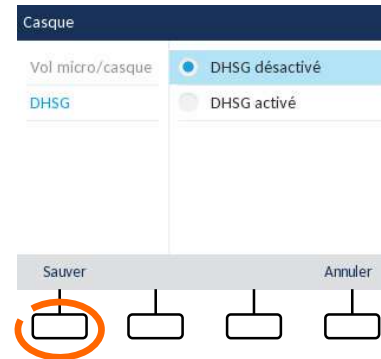 Casque
Vol micro/casque
DHSG
DHSG désactivé
DHSG activé
Sauver
Annuler